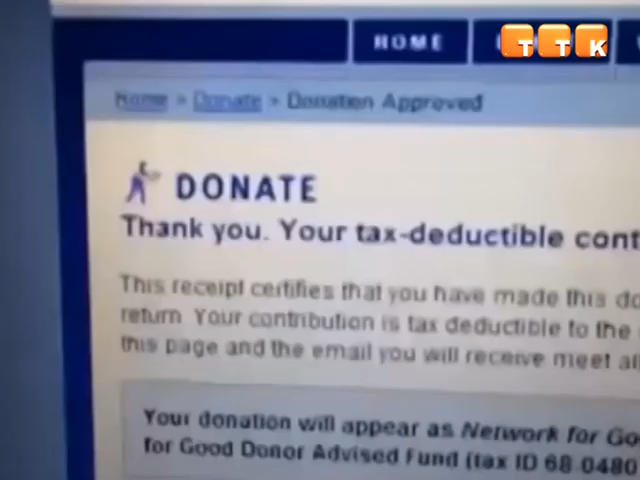 HOME
TTK
Home > Donate > Donation Approved
DONATE
Thank you. Your tax-deductible
This receipt certifies that you have made this
return. Your contribution is tax deductible to the
this page and the email you will receive meet
Your donation will appear as Network for
for Good Donor Advised Fund (tax ID 68-0480